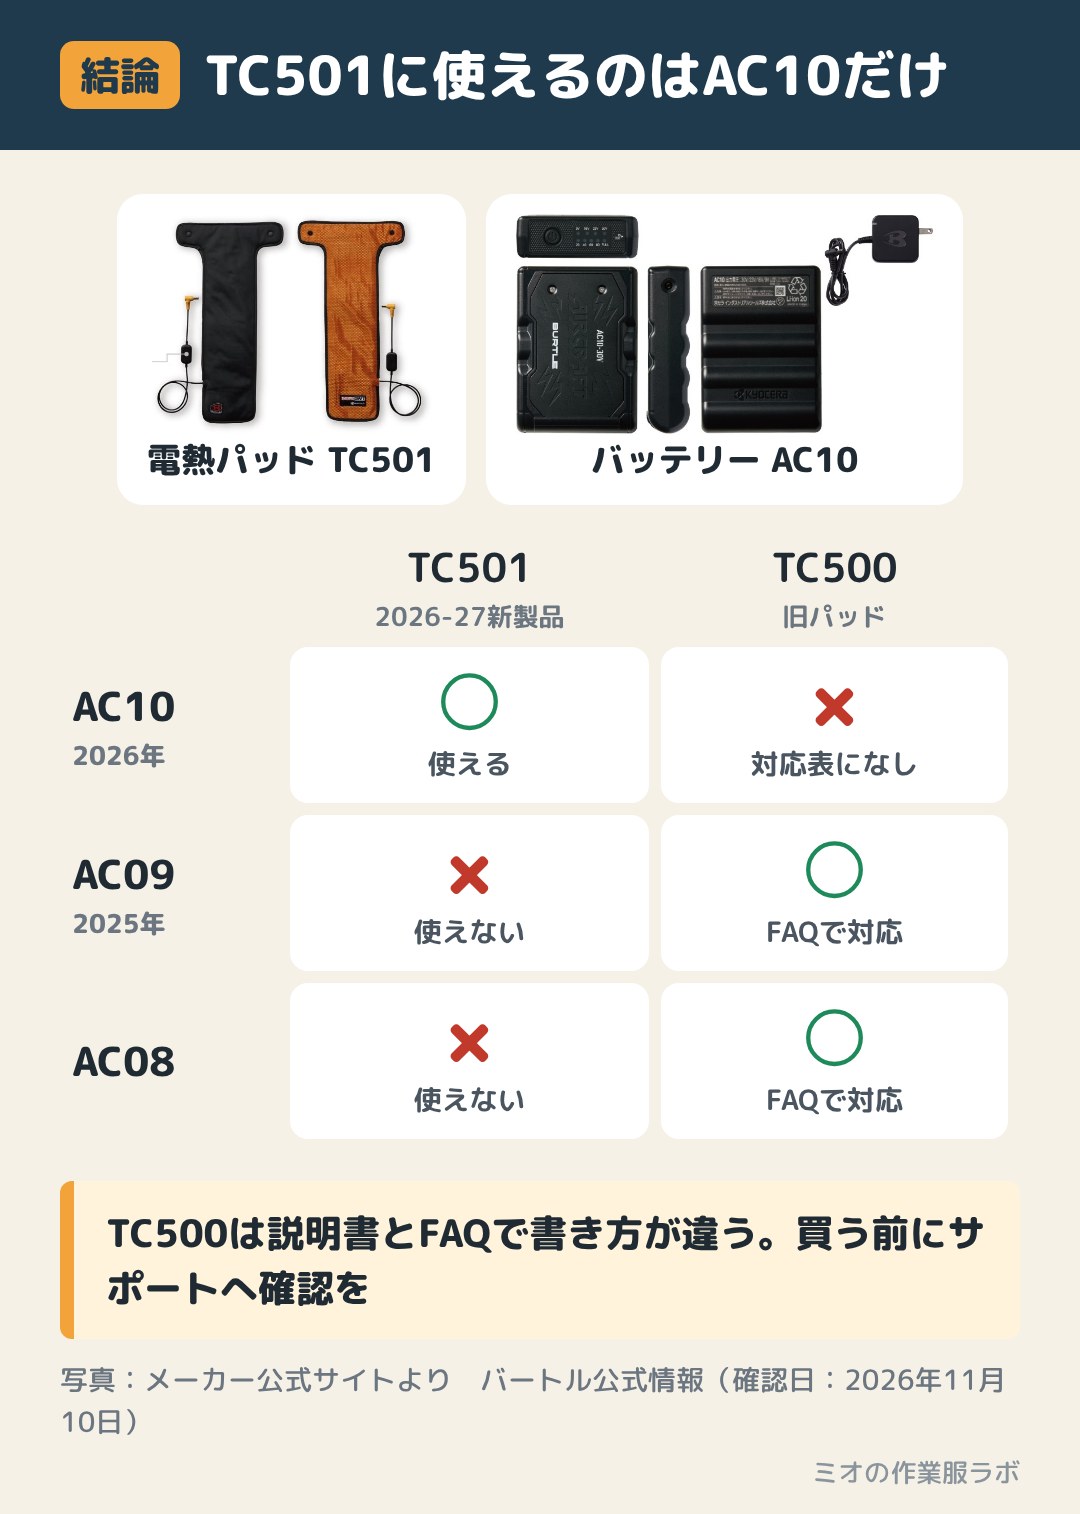 結論 TC501に使えるのはAC10だけ
BURTLE
AC10-30V
AC10
Li-ion 20
KYOCERA
電熱パッド TC501
バッテリー AC10
TC501
TC500
2026-27新製品
旧パッド
AC10
2026年
使える
対応表になし
AC09
2025年
使えない
FAQで対応
AC08
使えない
FAQで対応
TC500は説明書とFAQで書き方が違う。買う前にサ
ポートへ確認を
写真：メーカー公式サイトより　バートル公式情報（確認日：2026年11月
10日）
ミオの作業服ラボ